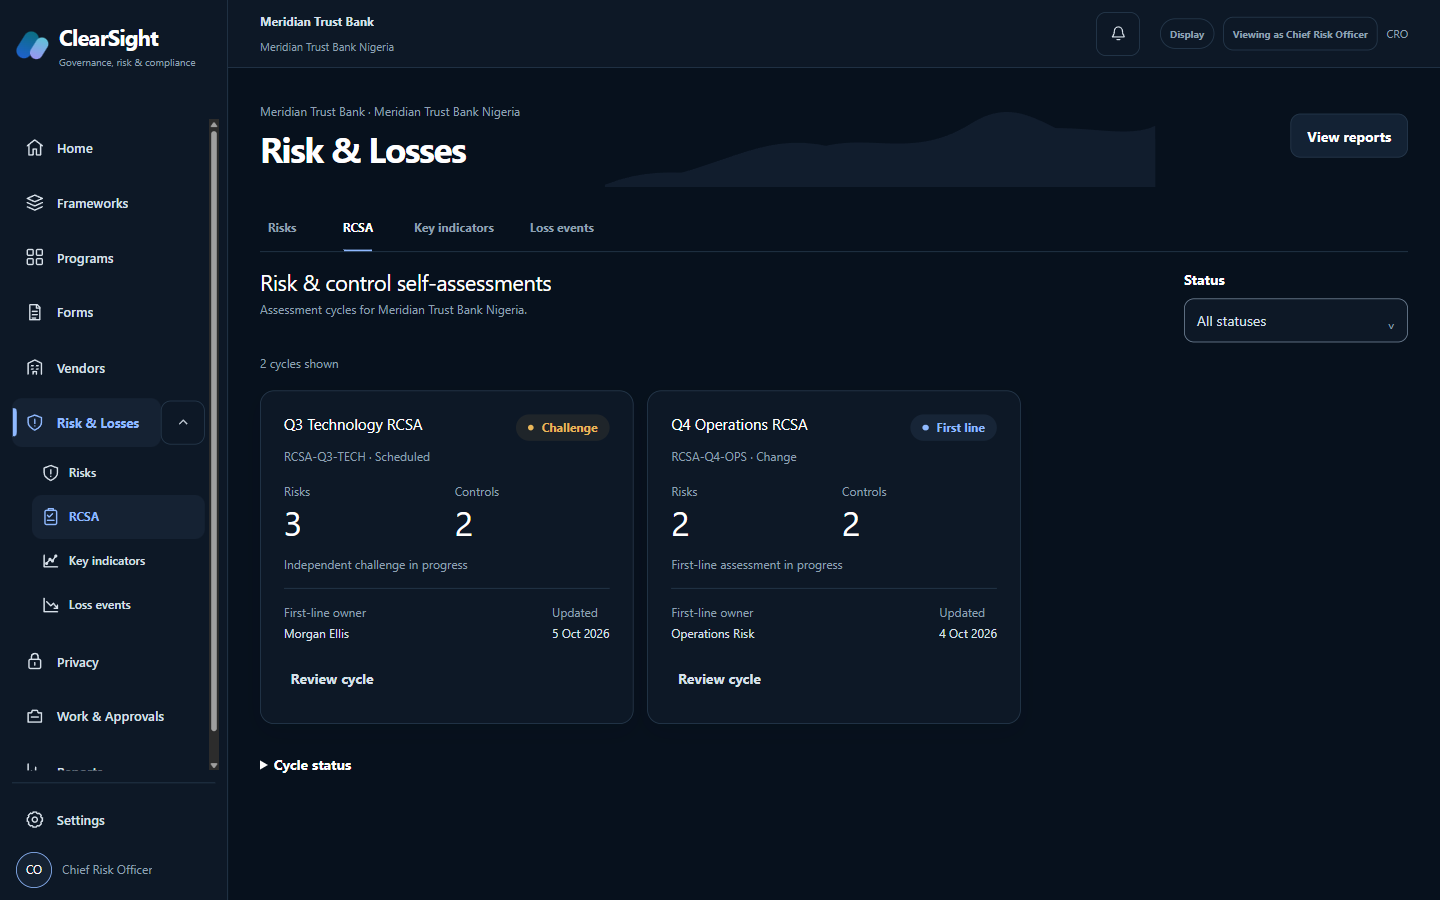 ClearSight
Governance, risk & compliance
Home
Frameworks
Programs
Forms
Vendors
Risk & Losses
Risks
RCSA
Key indicators
Loss events
Privacy
Work & Approvals
Settings
CO
Chief Risk Officer
Meridian Trust Bank
Meridian Trust Bank Nigeria
Display
Viewing as Chief Risk Officer
CRO
Meridian Trust Bank · Meridian Trust Bank Nigeria
Risk & Losses
View reports
Risks
RCSA
Key indicators
Loss events
Risk & control self-assessments
Assessment cycles for Meridian Trust Bank Nigeria.
Status
All statuses
2 cycles shown
Q3 Technology RCSA
Challenge
RCSA-Q3-TECH · Scheduled
Risks
Controls
3
2
Independent challenge in progress
First-line owner
Updated
Morgan Ellis
5 Oct 2026
Review cycle
Q4 Operations RCSA
First line
RCSA-Q4-OPS · Change
Risks
Controls
2
2
First-line assessment in progress
First-line owner
Updated
Operations Risk
4 Oct 2026
Review cycle
Cycle status